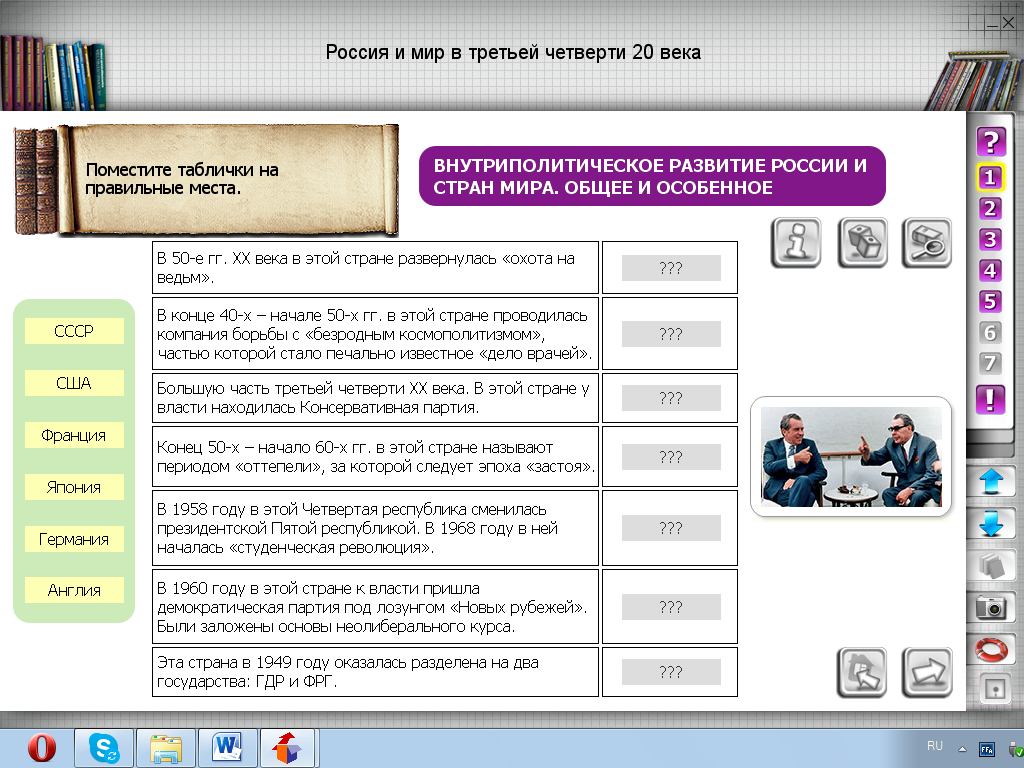 Россия и мир в третьей четверти 20 века
Поместите таблички на
правильные места.
ВНУТРИПОЛИТИЧЕСКОЕ РАЗВИТИЕ РОССИИ И
СТРАН МИРА. ОБЩЕЕ И ОСОБЕННОЕ
?
1
2
3
4
5
6
7
!
СССР
США
Франция
Япония
Германия
Англия
В 50-е гг. XX века в этой стране развернулась «охота на
ведьм».
???
В конце 40-х – начале 50-х гг. в этой стране проводилась
компания борьбы с «безродным космополитизмом»,
частью которой стало печально известное «дело врачей».
???
Большую часть третьей четверти XX века. В этой стране у
власти находилась Консервативная партия.
???
Конец 50-х – начало 60-х гг. в этой стране называют
периодом «оттепели», за которой следует эпоха «застоя».
???
В 1958 году в этой Четвертая республика сменилась
президентской Пятой республикой. В 1968 году в ней
началась «студенческая революция».
???
В 1960 году в этой стране к власти пришла
демократическая партия под лозунгом «Новых рубежей».
Были заложены основы неолиберального курса.
???
Эта страна в 1949 году оказалась разделена на два
государства: ГДР и ФРГ.
???
RU